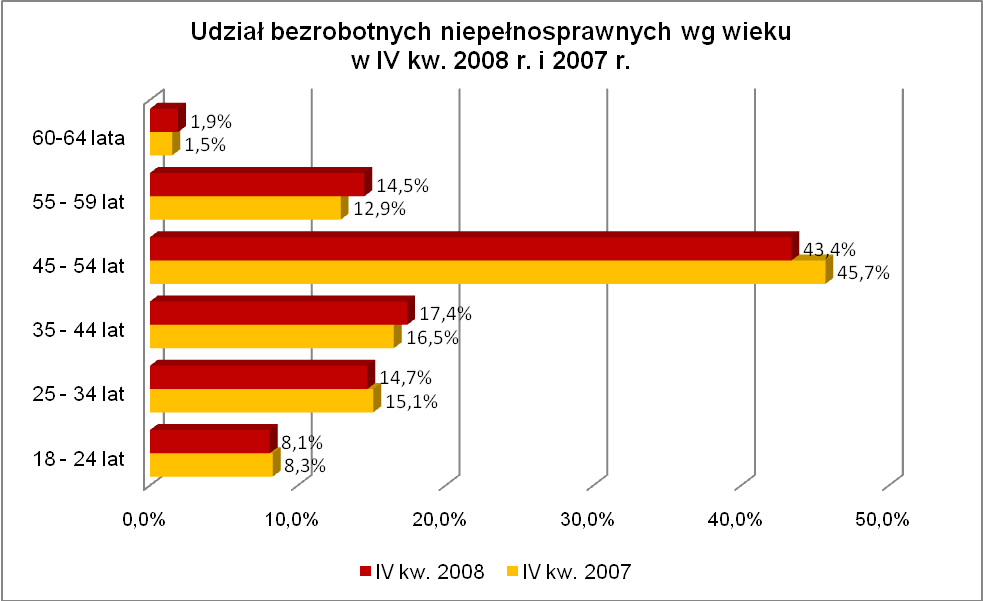 Udział bezrobotnych niepełnosprawnych wg wieku
w IV kw. 2008 r. i 2007 r.
60-64 lata
1,9%
1,5%
55 - 59 lat
14,5%
12,9%
45 - 54 lat
43,4%
45,7%
35 - 44 lat
17,4%
16,5%
25 - 34 lat
14,7%
15,1%
18 - 24 lat
8,1%
8,3%
0,0% 10,0% 20,0% 30,0% 40,0% 50,0%
IV kw. 2008 IV kw. 2007